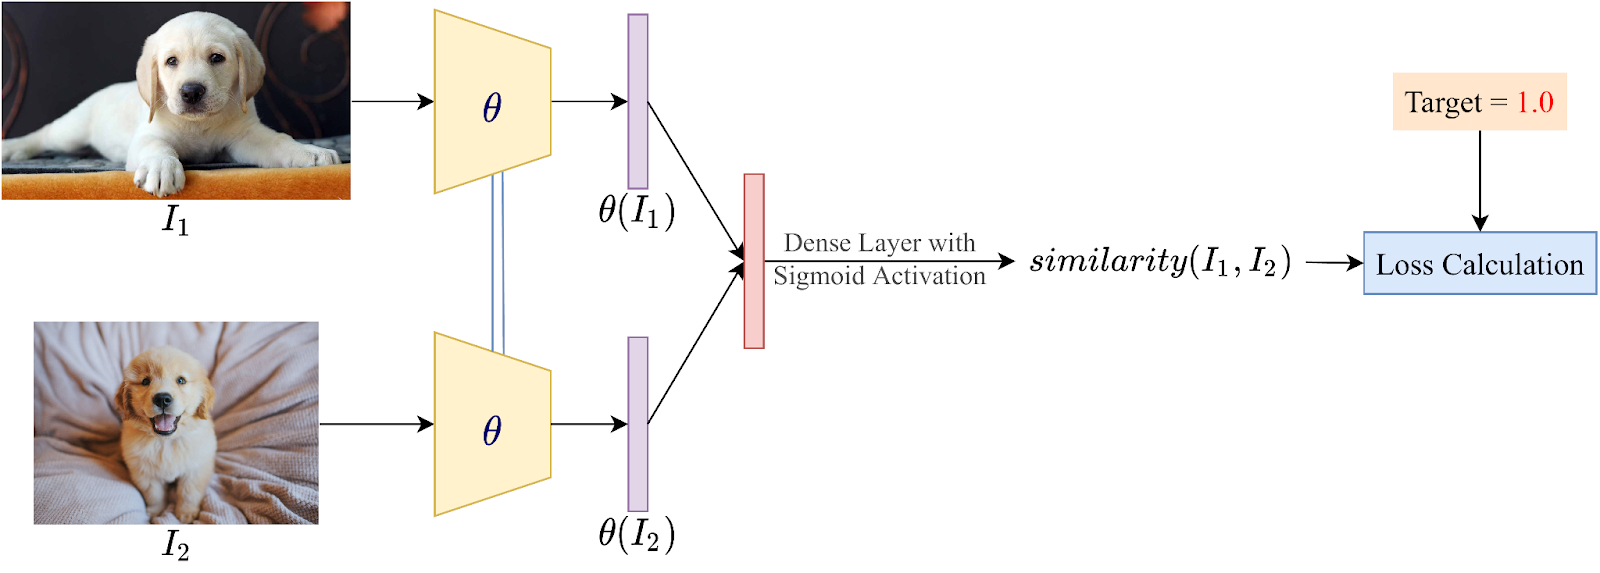 θ
θ(I₁)
I₁
Target = 1.0
Dense Layer with
Sigmoid Activation
similarity(I₁, I₂)
Loss Calculation
θ
θ(I₂)
I₂